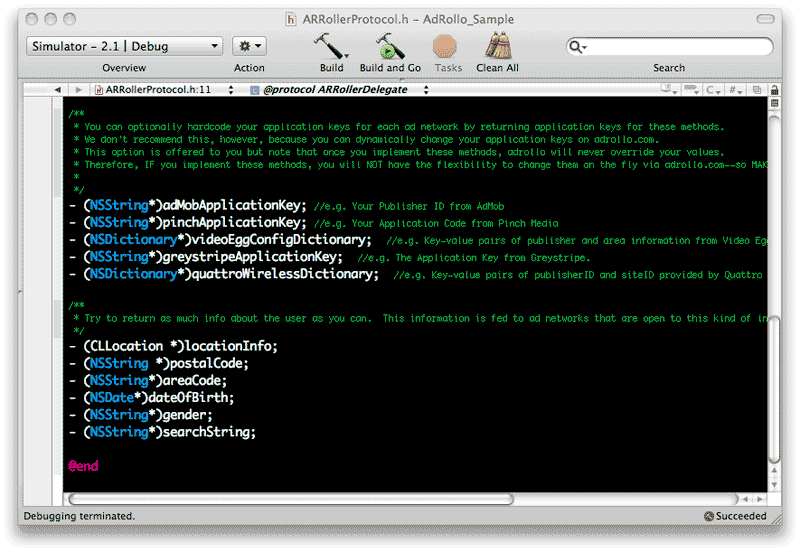 ARRollerProtocol.h - AdRollo_Sample
Simulator - 2.1 | Debug
Overview
Action
Build
Build and Go
Tasks
Clean All
Search
ARRollerProtocol.h:11
@protocol ARRollerDelegate
C
#
/**
* You can optionally hardcode your application keys for each ad network by returning application keys for these methods.
* We don't recommend this, however, because you can dynamically change your application keys on adrollo.com.
* This option is offered to you but note that once you implement these methods, adrollo will never override your values.
* Therefore, IF you implement these methods, you will NOT have the flexibility to change them on the fly via adrollo.com--so MAK
*
*/
- (NSString*)adMobApplicationKey; //e.g. Your Publisher ID from AdMob
- (NSString*)pinchApplicationKey; //e.g. Your Application Code from Pinch Media
- (NSDictionary*)videoEggConfigDictionary; //e.g. Key-value pairs of publisher and area information from Video Eg
- (NSString*)greystripeApplicationKey; //e.g. The Application Key from Greystripe.
- (NSDictionary*)quattroWirelessDictionary; //e.g. Key-value pairs of publisherID and siteID provided by Quattro
/**
* Try to return as much info about the user as you can. This information is fed to ad networks that are open to this kind of in
*/
- (CLLocation *)locationInfo;
- (NSString *)postalCode;
- (NSString*)areaCode;
- (NSDate*)dateOfBirth;
- (NSString*)gender;
- (NSString*)searchString;
@end
Debugging terminated.
Succeeded